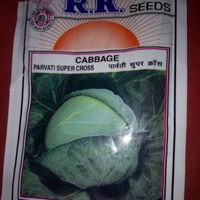 R.K. SEEDS
CABBAGE
PARVATI SUPER CROSS पार्वती सुपर क्रॉस